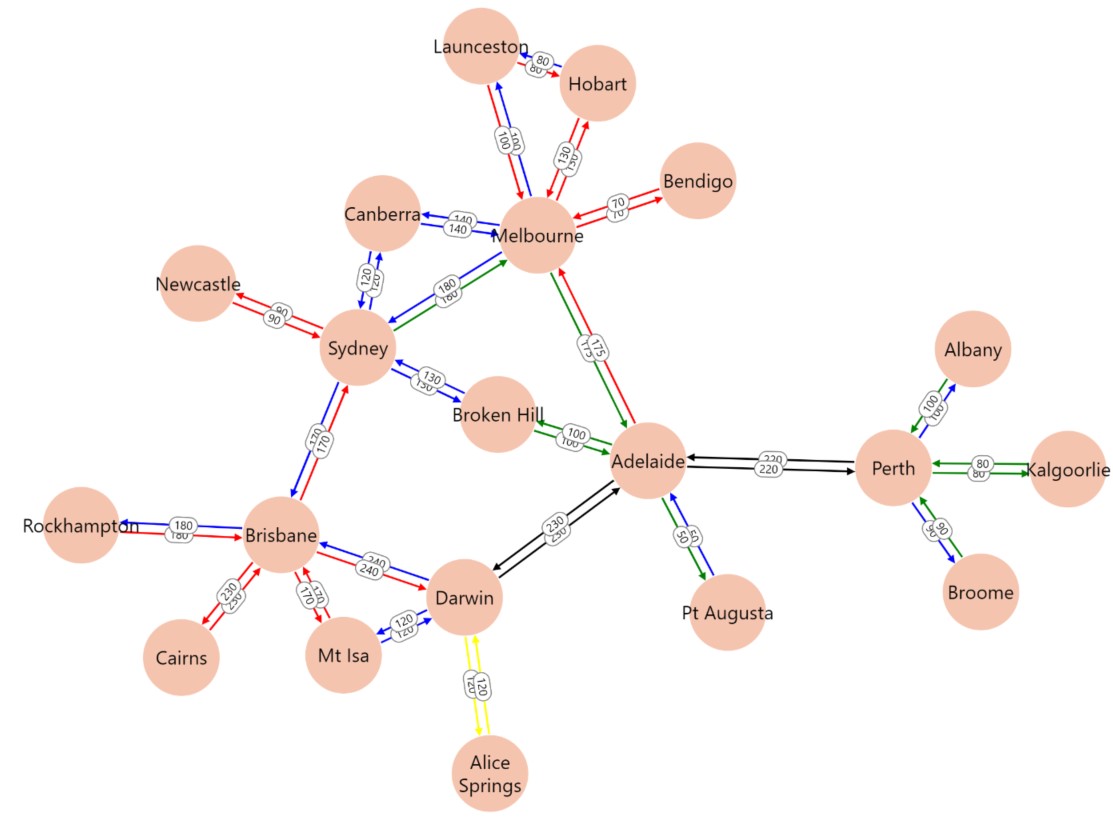 Launceston
80
80
Hobart
100
100
130
130
Bendigo
70
70
Canberra
140
140
Melbourne
120
120
180
180
Newcastle
90
90
Sydney
175
175
Albany
100
100
130
130
Broken Hill
100
100
Adelaide
220
220
Perth
80
80
Kalgoorlie
170
170
Rockhampton
180
180
Brisbane
230
230
50
50
90
90
240
240
Darwin
Pt Augusta
Broome
230
230
170
170
120
120
Cairns
Mt Isa
120
120
Alice
Springs